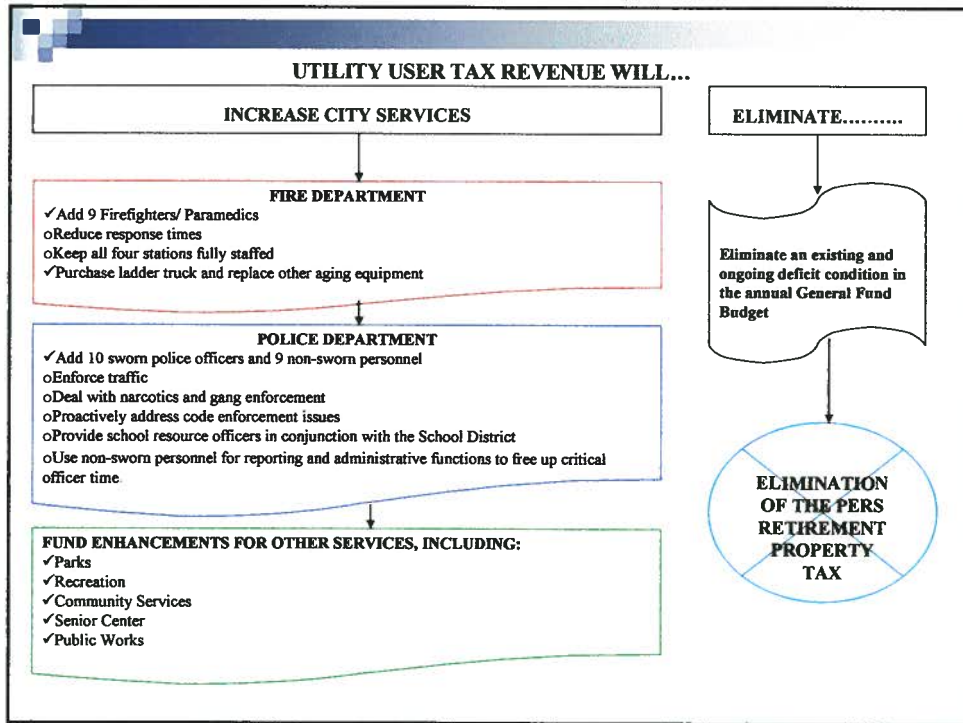 UTILITY USER TAX REVENUE WILL...
INCREASE CITY SERVICES
FIRE DEPARTMENT
✓Add 9 Firefighters/ Paramedics
oReduce response times
oKeep all four stations fully staffed
✓Purchase ladder truck and replace other aging equipment
POLICE DEPARTMENT
✓Add 10 sworn police officers and 9 non-sworn personnel
oEnforce traffic
oDeal with narcotics and gang enforcement
oProactively address code enforcement issues
oProvide school resource officers in conjunction with the School District
oUse non-sworn personnel for reporting and administrative functions to free up critical
officer time
FUND ENHANCEMENTS FOR OTHER SERVICES, INCLUDING:
✓Parks
✓Recreation
✓Community Services
✓Senior Center
✓Public Works
ELIMINATE..........
Eliminate an existing and
ongoing deficit condition in
the annual General Fund
Budget
ELIMINATION
OF THE PERS
RETIREMENT
PROPERTY
TAX